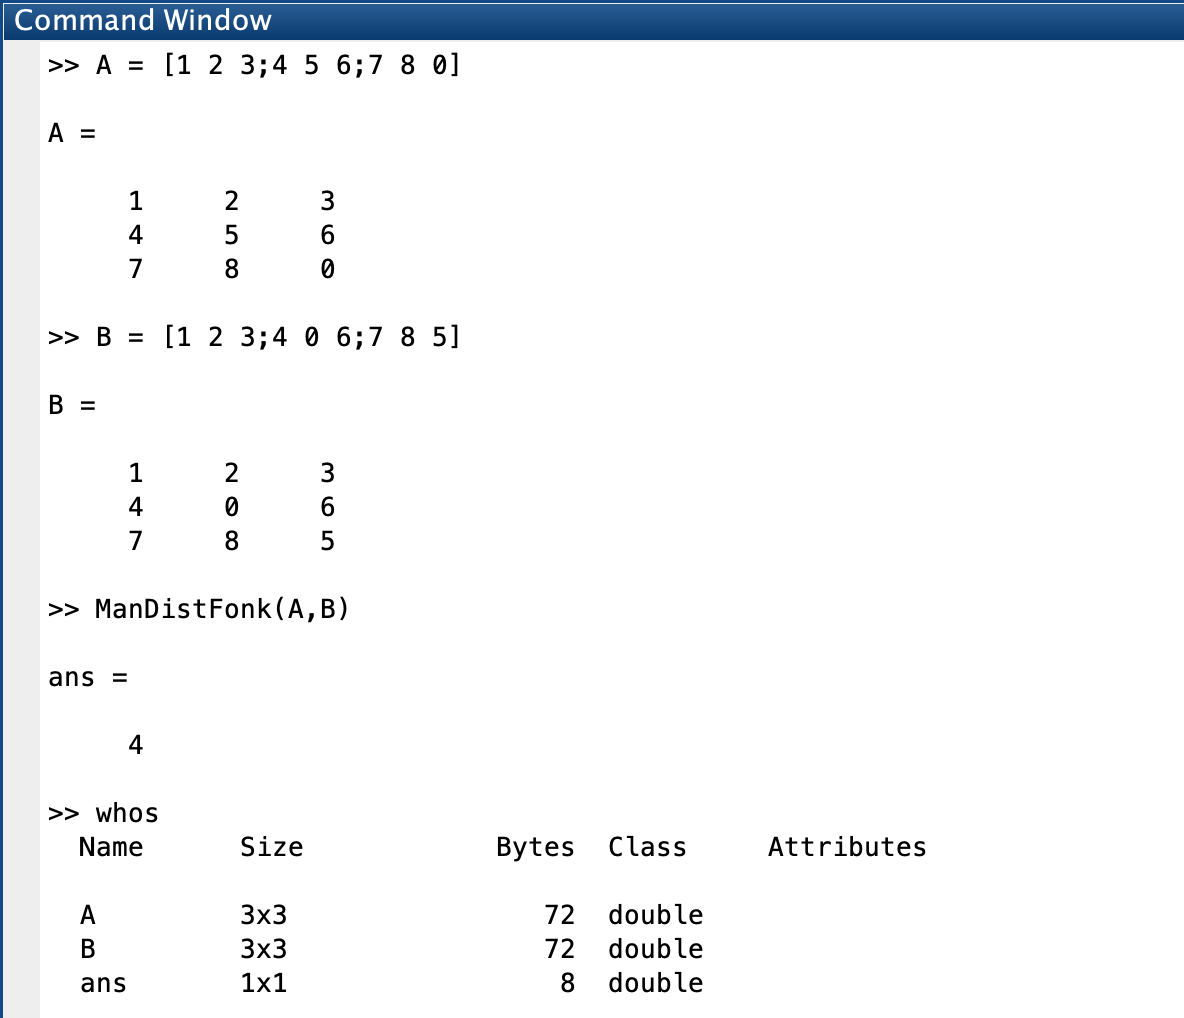 Command Window
>> A = [1 2 3;4 5 6;7 8 0]
A =
1 2 3
4 5 6
7 8 0
>> B = [1 2 3;4 0 6;7 8 5]
B =
1 2 3
4 0 6
7 8 5
>> ManDistFonk(A,B)
ans =
4
>> whos
Name Size Bytes Class Attributes
A 3x3 72 double
B 3x3 72 double
ans 1x1 8 double